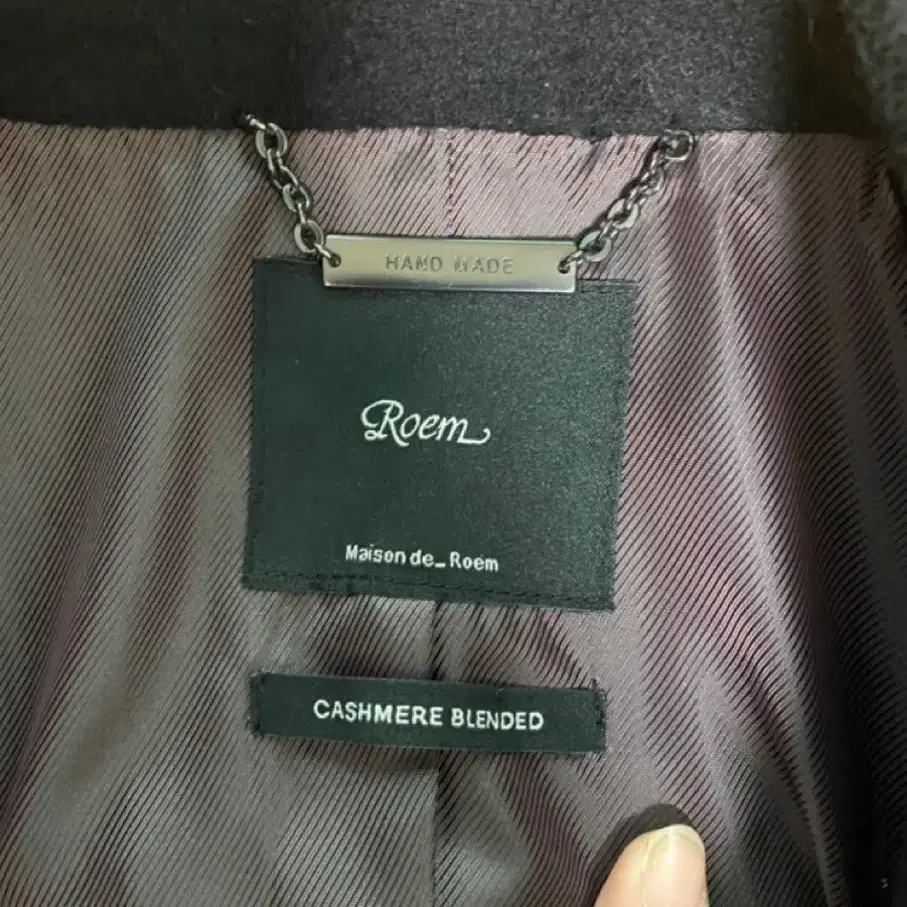 HAND MADE
Roem
Maison de_Roem
CASHMERE BLENDED